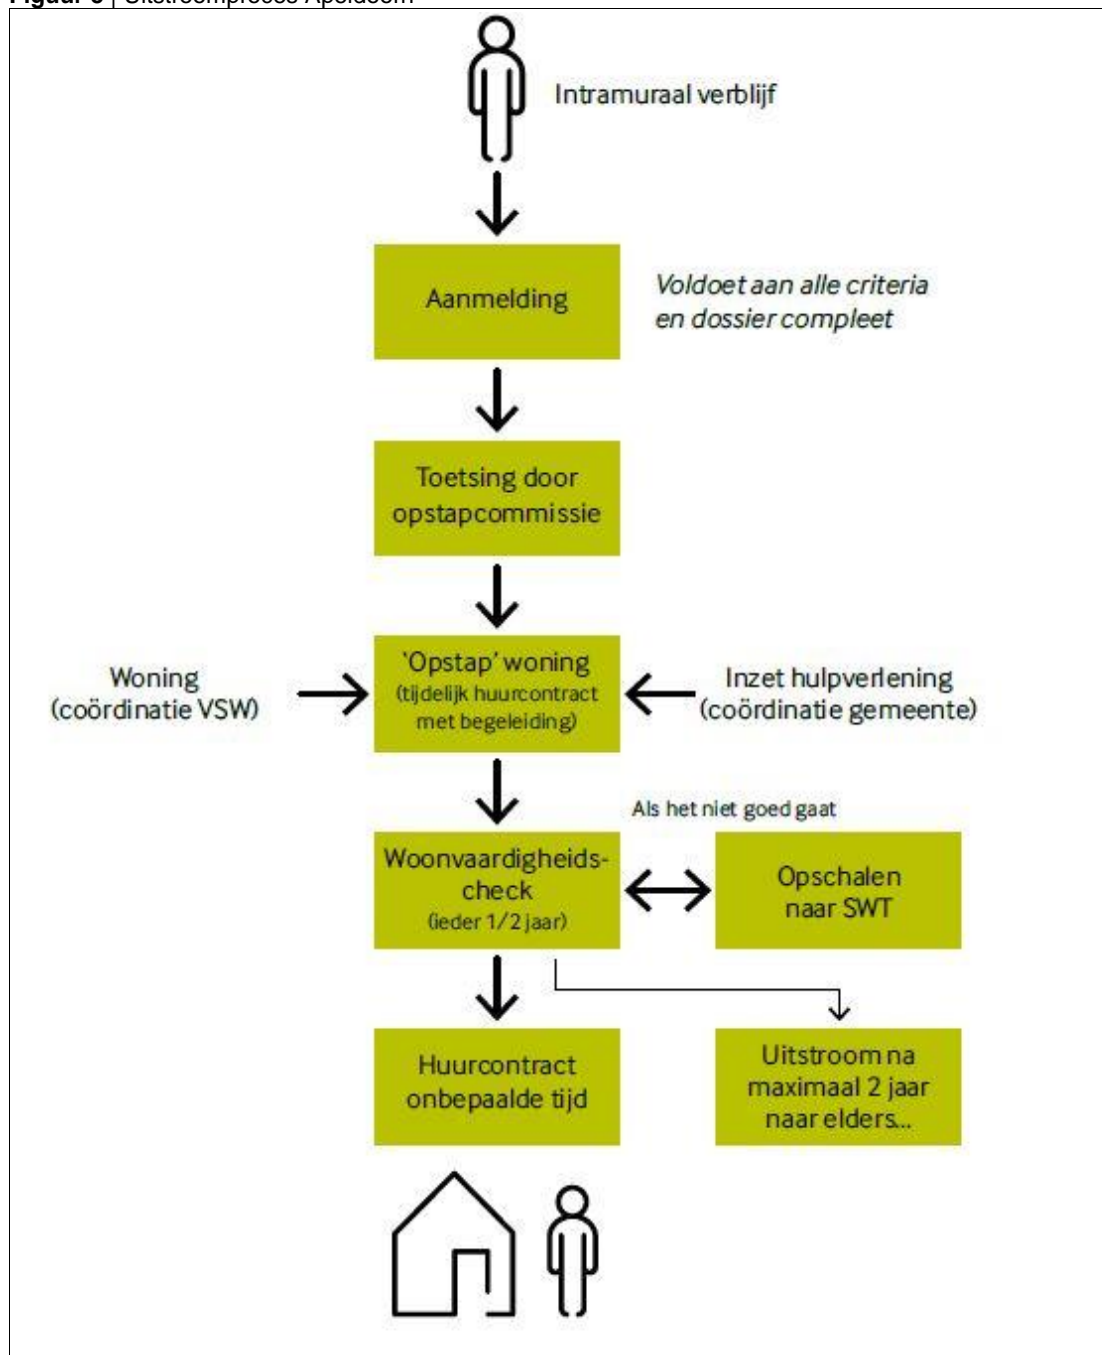 Intramuraal verblijf
Aanmelding
Voldoet aan alle criteria
en dossier compleet
Toetsing door
opstapcommissie
Woning
(coördinatie VSW)
'Opstap' woning
(tijdelijk huurcontract
met begeleiding)
Inzet hulpverlening
(coördinatie gemeente)
Als het niet goed gaat
Woonvaardigheids-
check
(ieder 1/2 jaar)
Opschalen
naar SWT
Huurcontract
onbepaalde tijd
Uitstroom na
maximaal 2 jaar
naar elders...